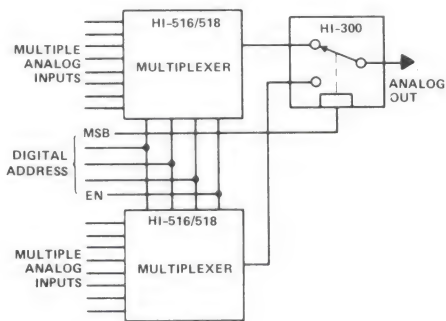 HI-516/518
MULTIPLE
ANALOG
INPUTS
MULTIPLEXER
HI-300
ANALOG
OUT
MSB
DIGITAL
ADDRESS
EN
HI-516/518
MULTIPLE
ANALOG
INPUTS
MULTIPLEXER